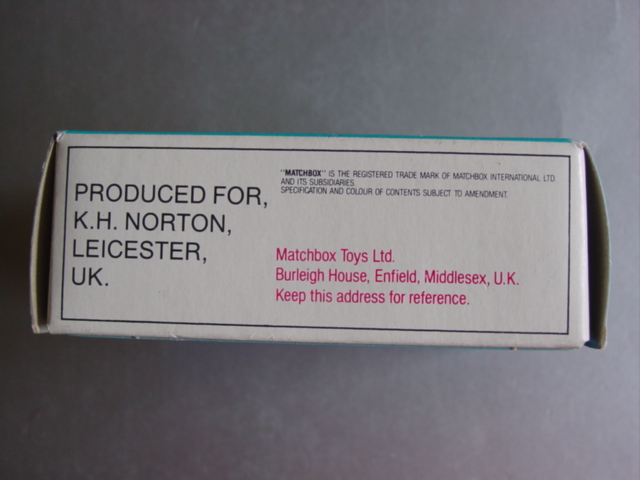 PRODUCED FOR,
K.H. NORTON,
LEICESTER,
UK.
"MATCHBOX" IS THE REGISTERED TRADE MARK OF MATCHBOX INTERNATIONAL LTD
AND ITS SUBSIDIARIES.
SPECIFICATION AND COLOUR OF CONTENTS SUBJECT TO AMENDMENT.
Matchbox Toys Ltd.
Burleigh House, Enfield, Middlesex, U.K.
Keep this address for reference.